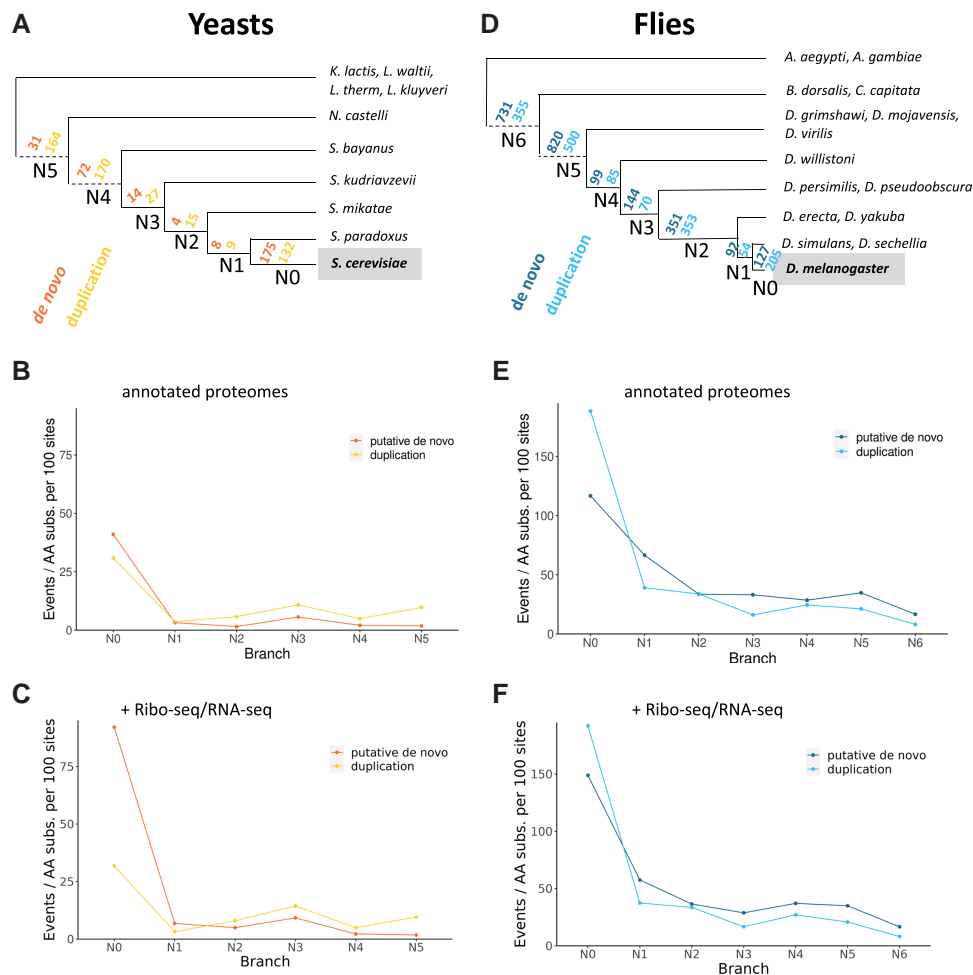 A
Yeasts
K. lactis, L. waltii,
L. therm, L. kluyveri
N. castelli
S. bayanus
S. kudriavzevii
S. mikatae
S. paradoxus
S. cerevisiae
31
164
N5
72
170
N4
14
27
N3
4
15
N2
8
9
N1
175
132
N0
de novo
duplication
D
Flies
A. aegypti, A. gambiae
B. dorsalis, C. capitata
D. grimshawi, D. mojavensis,
D. virilis
D. willistoni
D. persimilis, D. pseudoobscura
D. erecta, D. yakuba
D. simulans, D. sechellia
D. melanogaster
731
355
N6
820
500
N5
99
85
N4
144
70
N3
351
353
N2
92
54
N1
127
205
N0
de novo
duplication
B
annotated proteomes
Events / AA subs. per 100 sites
75
50
25
0
putative de novo
duplication
N0 N1 N2 N3 N4 N5
Branch
E
annotated proteomes
Events / AA subs. per 100 sites
150
100
50
0
putative de novo
duplication
N0 N1 N2 N3 N4 N5 N6
Branch
C
+ Ribo-seq/RNA-seq
Events / AA subs. per 100 sites
75
50
25
0
putative de novo
duplication
N0 N1 N2 N3 N4 N5
Branch
F
+ Ribo-seq/RNA-seq
Events / AA subs. per 100 sites
150
100
50
0
putative de novo
duplication
N0 N1 N2 N3 N4 N5 N6
Branch